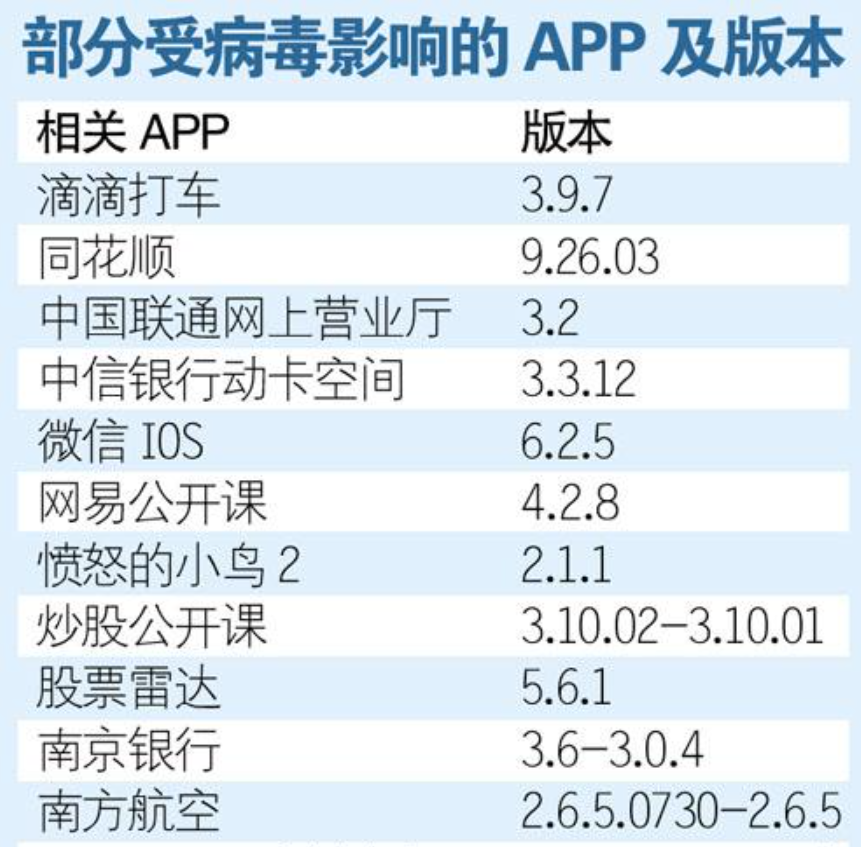 部分受病毒影响的 APP 及版本
相关 APP 版本
滴滴打车 3.9.7
同花顺 9.26.03
中国联通网上营业厅 3.2
中信银行动卡空间 3.3.12
微信 IOS 6.2.5
网易公开课 4.2.8
愤怒的小鸟 2 2.1.1
炒股公开课 3.10.02-3.10.01
股票雷达 5.6.1
南京银行 3.6-3.0.4
南方航空 2.6.5.0730-2.6.5